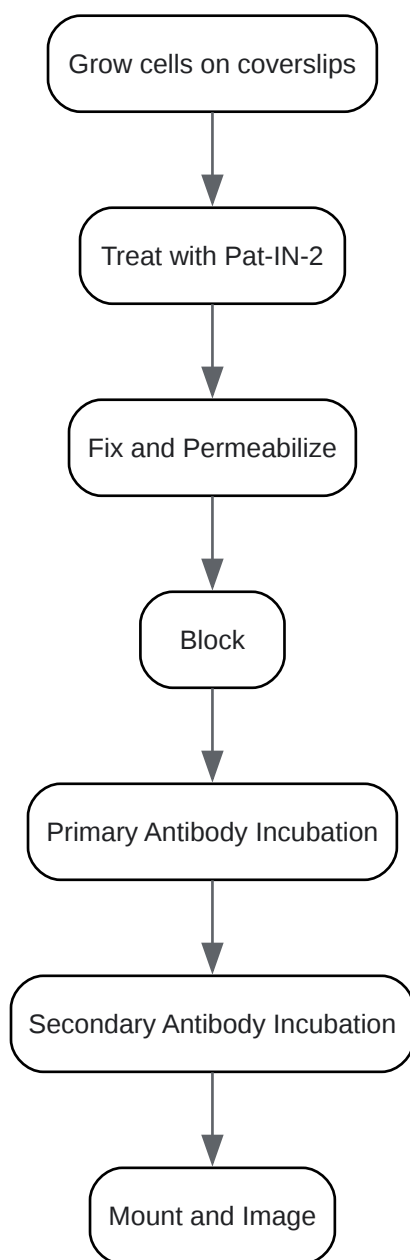 Grow cells on coverslips
Treat with Pat-IN-2
Fix and Permeabilize
Block
Primary Antibody Incubation
Secondary Antibody Incubation
Mount and Image